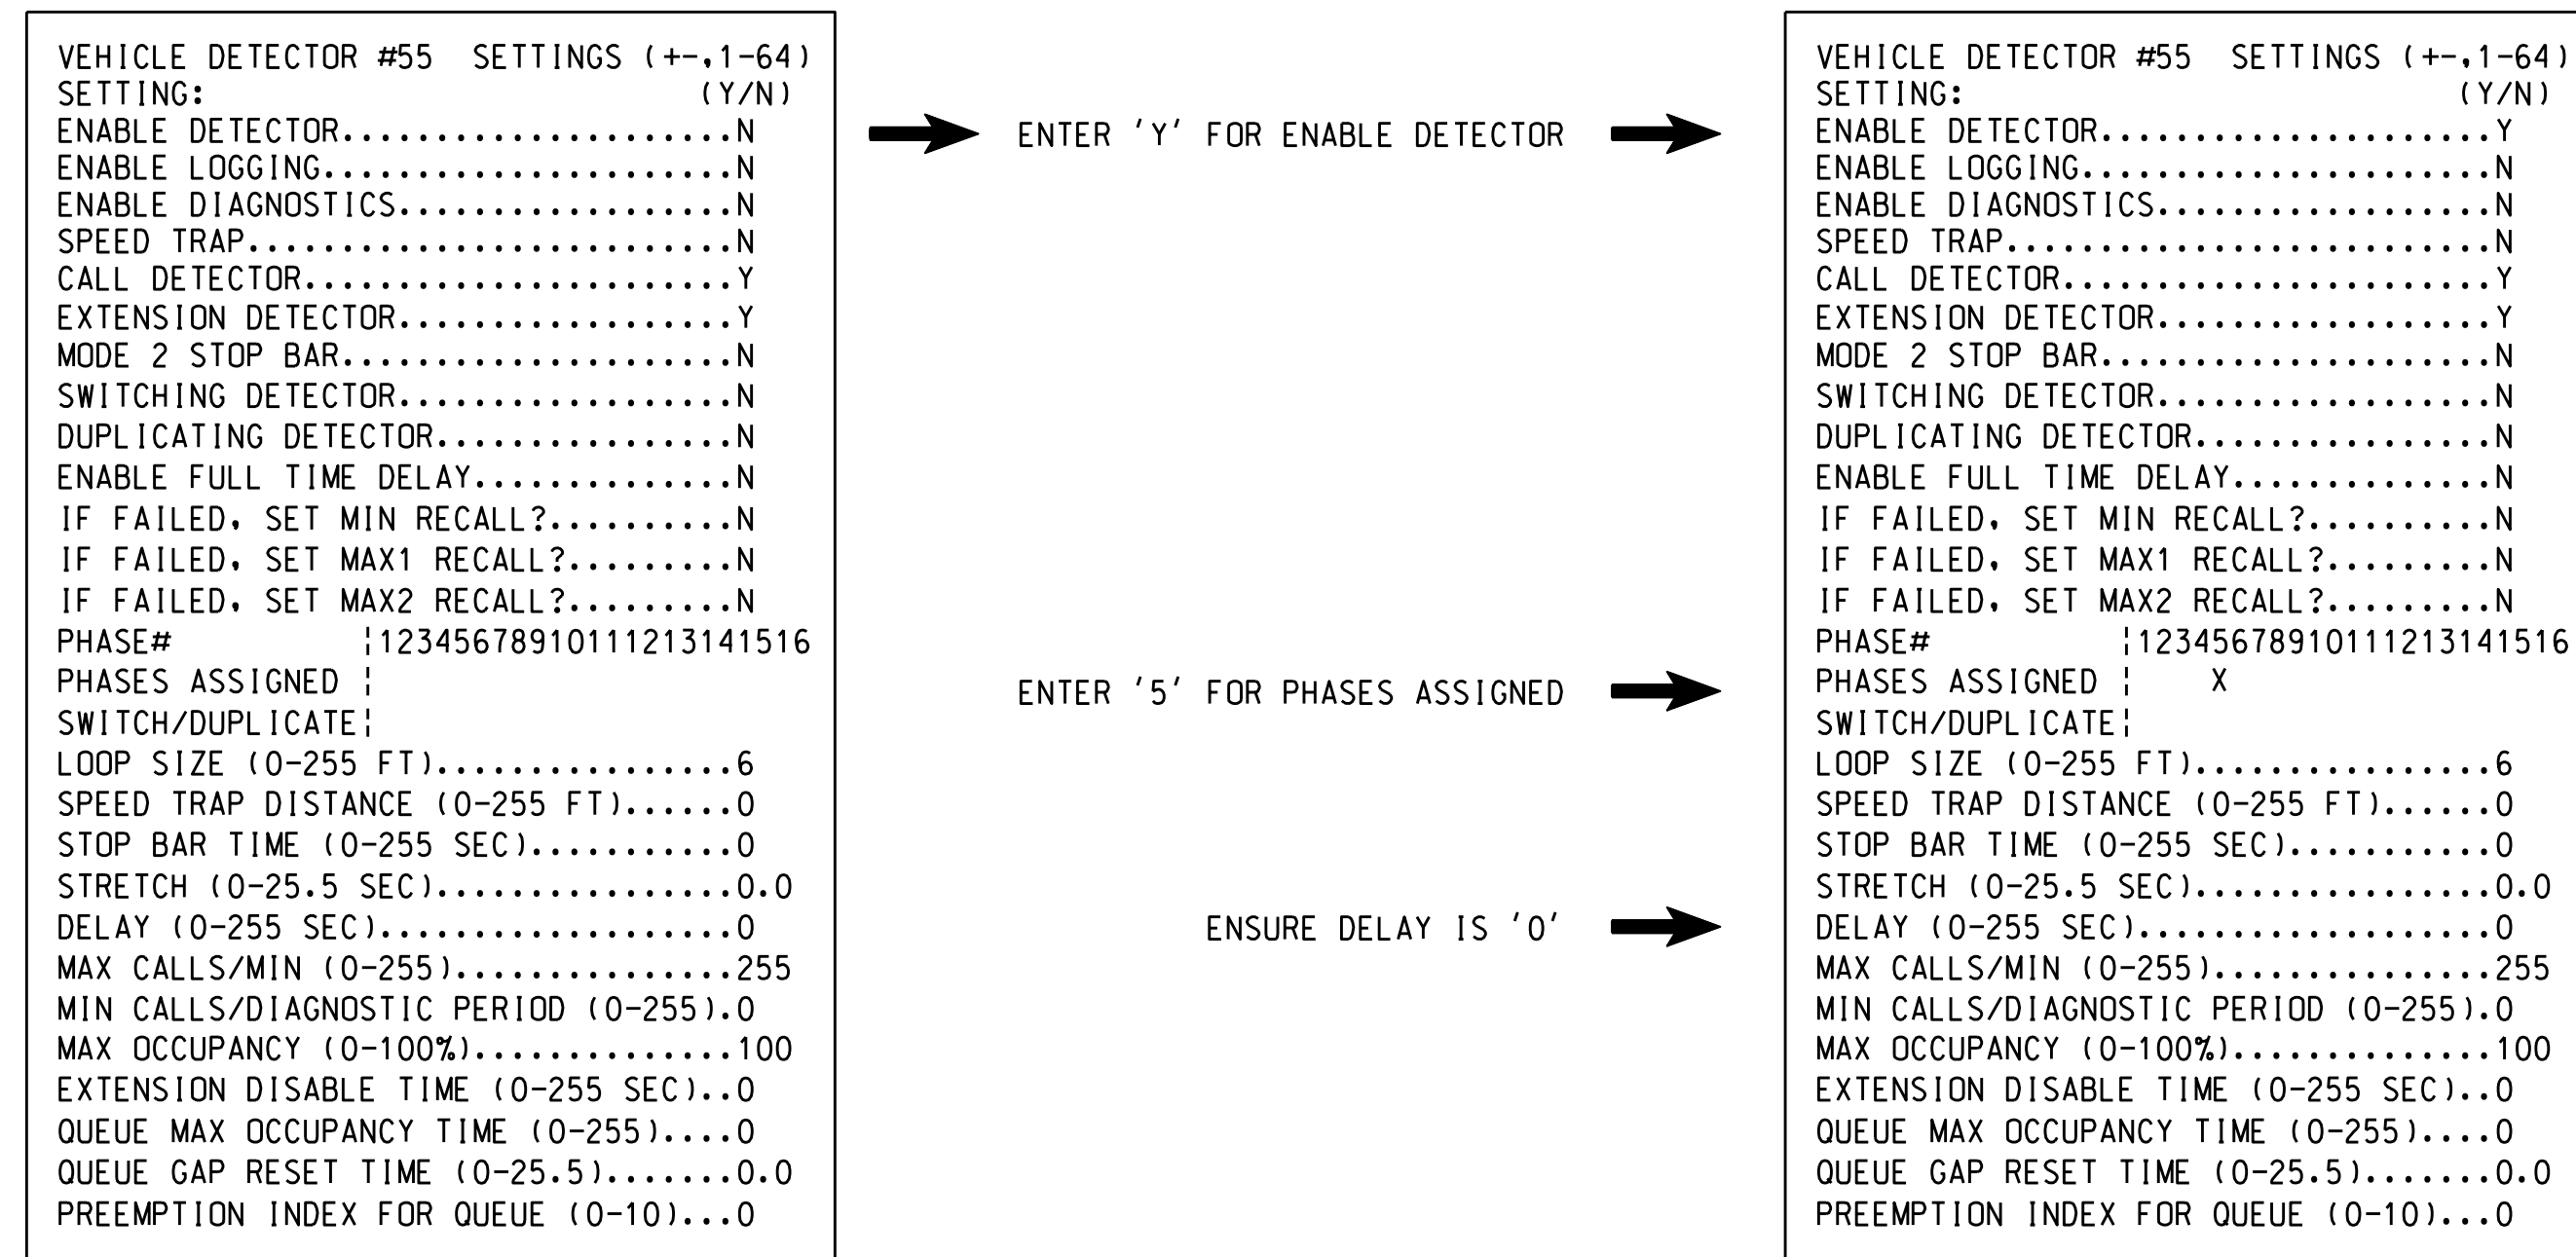 VEHICLE DETECTOR #55  SETTINGS (+-,1-64)
SETTING:                          (Y/N)
ENABLE DETECTOR.....................N
ENABLE LOGGING......................N
ENABLE DIAGNOSTICS..................N
SPEED TRAP..........................N
CALL DETECTOR.......................Y
EXTENSION DETECTOR..................Y
MODE 2 STOP BAR.....................N
SWITCHING DETECTOR..................N
DUPLICATING DETECTOR................N
ENABLE FULL TIME DELAY..............N
IF FAILED, SET MIN RECALL?..........N
IF FAILED, SET MAX1 RECALL?.........N
IF FAILED, SET MAX2 RECALL?.........N
PHASE#          ¦12345678910111213141516
PHASES ASSIGNED ¦
SWITCH/DUPLICATE¦
LOOP SIZE (0-255 FT)................6
SPEED TRAP DISTANCE (0-255 FT)......0
STOP BAR TIME (0-255 SEC)...........0
STRETCH (0-25.5 SEC)................0.0
DELAY (0-255 SEC)...................0
MAX CALLS/MIN (0-255)...............255
MIN CALLS/DIAGNOSTIC PERIOD (0-255).0
MAX OCCUPANCY (0-100%)..............100
EXTENSION DISABLE TIME (0-255 SEC)..0
QUEUE MAX OCCUPANCY TIME (0-255)....0
QUEUE GAP RESET TIME (0-25.5).......0.0
PREEMPTION INDEX FOR QUEUE (0-10)...0
ENTER 'Y' FOR ENABLE DETECTOR
ENTER '5' FOR PHASES ASSIGNED
ENSURE DELAY IS '0'
VEHICLE DETECTOR #55  SETTINGS (+-,1-64)
SETTING:                          (Y/N)
ENABLE DETECTOR.....................Y
ENABLE LOGGING......................N
ENABLE DIAGNOSTICS..................N
SPEED TRAP..........................N
CALL DETECTOR.......................Y
EXTENSION DETECTOR..................Y
MODE 2 STOP BAR.....................N
SWITCHING DETECTOR..................N
DUPLICATING DETECTOR................N
ENABLE FULL TIME DELAY..............N
IF FAILED, SET MIN RECALL?..........N
IF FAILED, SET MAX1 RECALL?.........N
IF FAILED, SET MAX2 RECALL?.........N
PHASE#          ¦12345678910111213141516
PHASES ASSIGNED ¦    X
SWITCH/DUPLICATE¦
LOOP SIZE (0-255 FT)................6
SPEED TRAP DISTANCE (0-255 FT)......0
STOP BAR TIME (0-255 SEC)...........0
STRETCH (0-25.5 SEC)................0.0
DELAY (0-255 SEC)...................0
MAX CALLS/MIN (0-255)...............255
MIN CALLS/DIAGNOSTIC PERIOD (0-255).0
MAX OCCUPANCY (0-100%)..............100
EXTENSION DISABLE TIME (0-255 SEC)..0
QUEUE MAX OCCUPANCY TIME (0-255)....0
QUEUE GAP RESET TIME (0-25.5).......0.0
PREEMPTION INDEX FOR QUEUE (0-10)...0